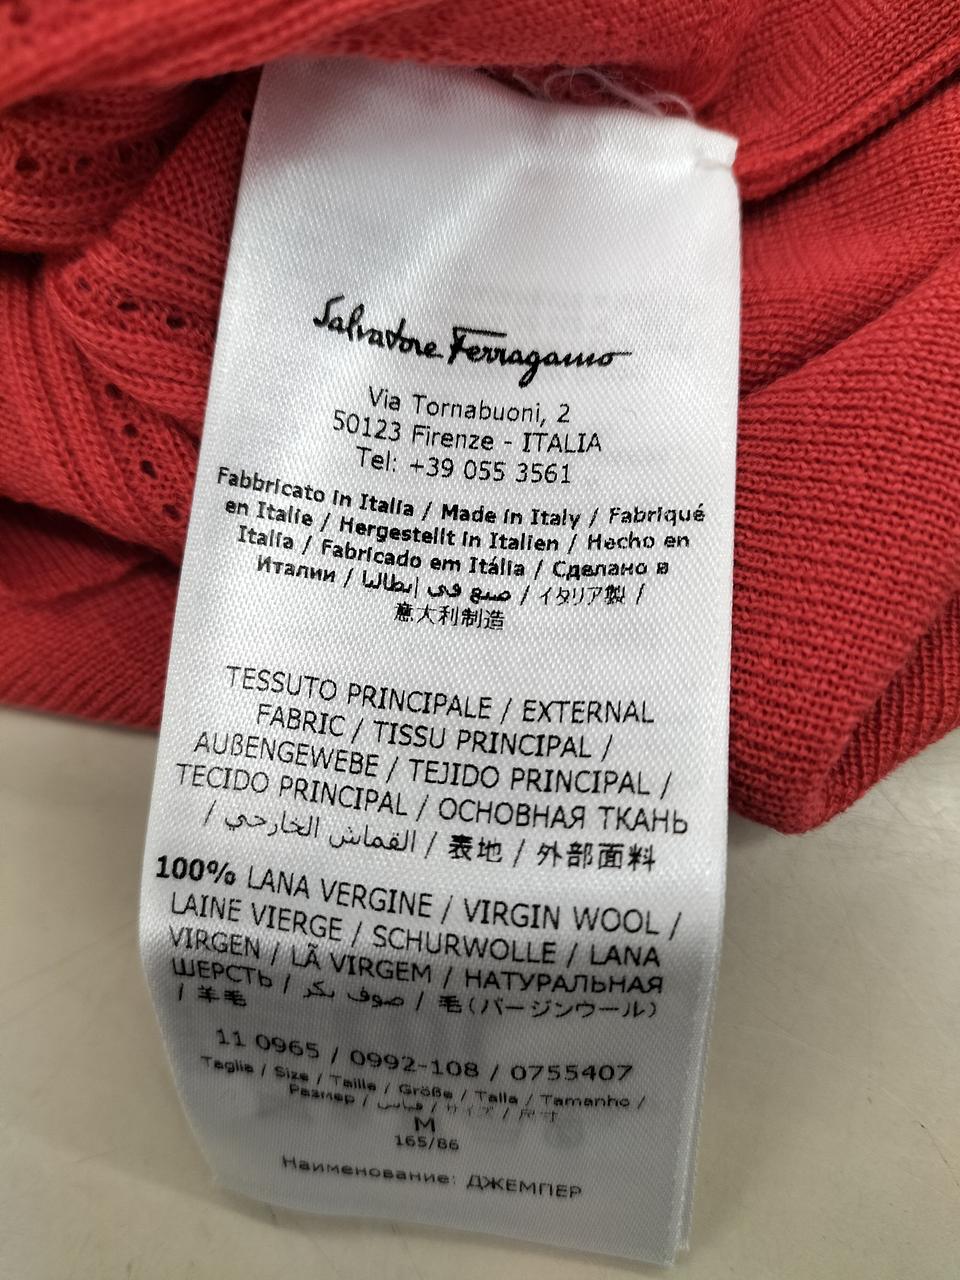 Salvatore Ferragamo
Via Tornabuoni, 2
50123 Firenze - ITALIA
Tel: +39 055 3561
Fabbricato in Italia / Made in Italy / Fabriqué
en Italie / Hergestellt in Italien / Hecho en
Italia / Fabricado em Itália / Сделано в
Италии / صنع في إيطاليا / イタリア製 /
意大利制造
TESSUTO PRINCIPALE / EXTERNAL
FABRIC / TISSU PRINCIPAL /
AUßENGEWEBE / TEJIDO PRINCIPAL /
TECIDO PRINCIPAL / ОСНОВНАЯ ТКАНЬ
/ القماش الخارجي / 表地 / 外部面料
100% LANA VERGINE / VIRGIN WOOL /
LAINE VIERGE / SCHURWOLLE / LANA
VIRGEN / LÃ VIRGEM / НАТУРАЛЬНАЯ
ШЕРСТЬ / صوف بكر / 毛(バージンウール)
/ 羊毛
11 0965 / 0992-108 / 0755407
Taglia / Size / Taille / Größe / Talla / Tamanho /
Размер / قياس / サイズ / 尺寸
M
165/86
Наименование: ДЖЕМПЕР